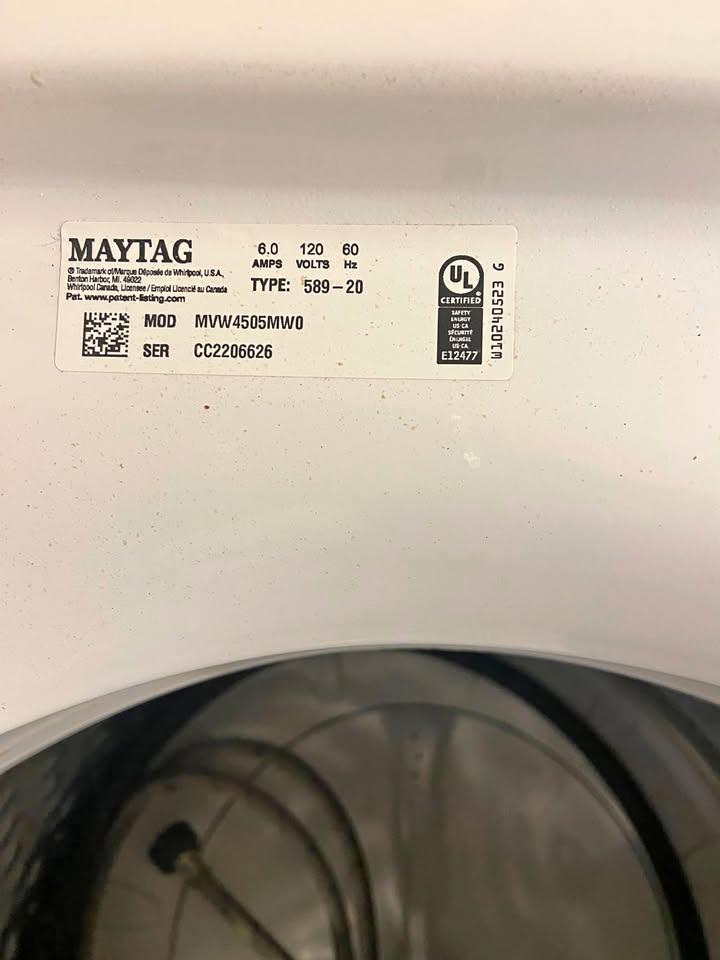 MAYTAG
® Trademark of/Marque Déposée de Whirlpool, U.S.A.,
Benton Harbor, MI. 49022
Whirlpool Canada, Licensee / Emploi Licencié au Canada
Pat. www.patent-listing.com
6.0 120 60
AMPS VOLTS Hz
TYPE: 589-20
MOD MVW4505MW0
SER CC2206626
UL
CERTIFIED
SAFETY
ENERGY
US CA
SÉCURITÉ
ÉNERGIE
US CA
E12477